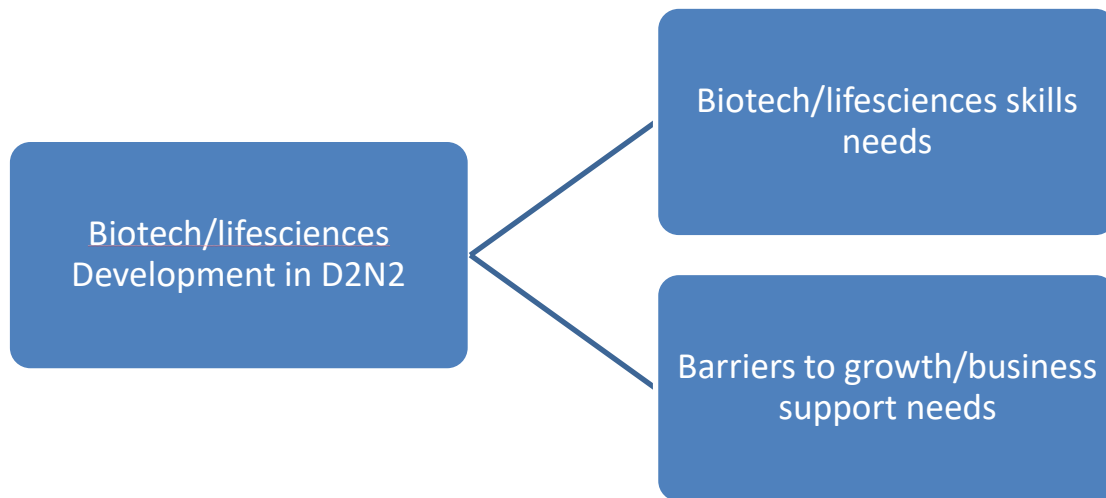 Biotech/lifesciences
Development in D2N2
Biotech/lifesciences skills
needs
Barriers to growth/business
support needs